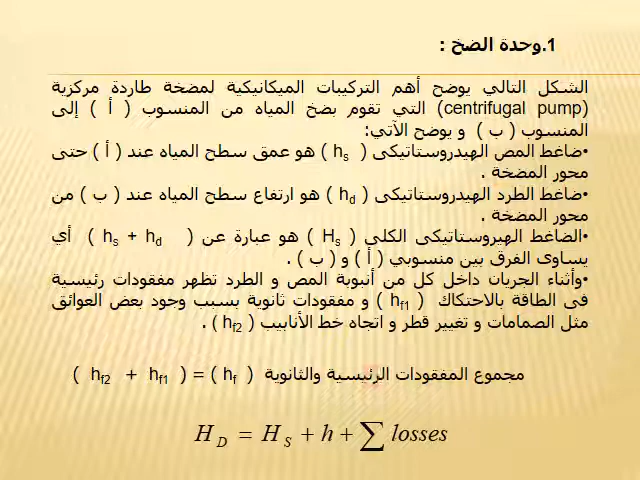 1.وحدة الضخ :
الشكل التالي يوضح أهم التركيبات الميكانيكية لمضخة طاردة مركزية
(centrifugal pump) التي تقوم بضخ المياه من المنسوب ( أ ) إلى
المنسوب ( ب ) و يوضح الآتي:
•ضاغط المص الهيدروستاتيكى ( hs ) هو عمق سطح المياه عند ( أ ) حتى
محور المضخة .
•ضاغط الطرد الهيدروستاتيكى ( hd ) هو ارتفاع سطح المياه عند ( ب ) من
محور المضخة .
•الضاغط الهيروستاتيكى الكلى ( Hs ) هو عبارة عن ( hs + hd ) أي
يساوى الفرق بين منسوبي ( أ ) و ( ب ) .
•وأثناء الجريان داخل كل من أنبوبة المص و الطرد تظهر مفقودات رئيسية
فى الطاقة بالاحتكاك ( hf1 ) و مفقودات ثانوية بسبب وجود بعض العوائق
مثل الصمامات و تغيير قطر و اتجاه خط الأنابيب ( hf2 ) .
مجموع المفقودات الرئيسية والثانوية ( hf ) = ( hf2 + hf1 )
HD = HS + h + ∑ losses